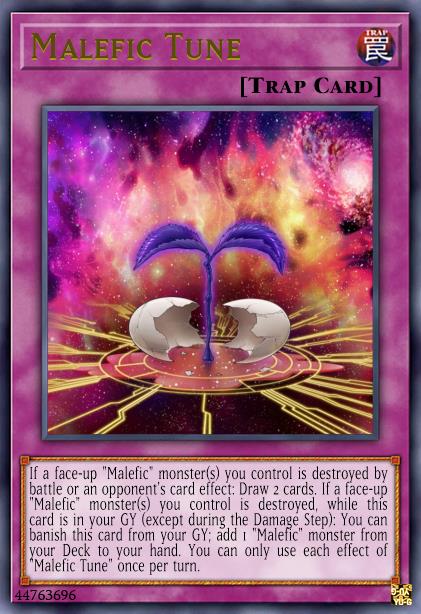 Malefic Tune
TRAP
罠
[Trap Card]
If a face-up "Malefic" monster(s) you control is destroyed by
battle or an opponent's card effect: Draw 2 cards. If a face-up
"Malefic" monster(s) you control is destroyed, while this
card is in your GY (except during the Damage Step): You can
banish this card from your GY; add 1 "Malefic" monster from
your Deck to your hand. You can only use each effect of
"Malefic Tune" once per turn.
44763696